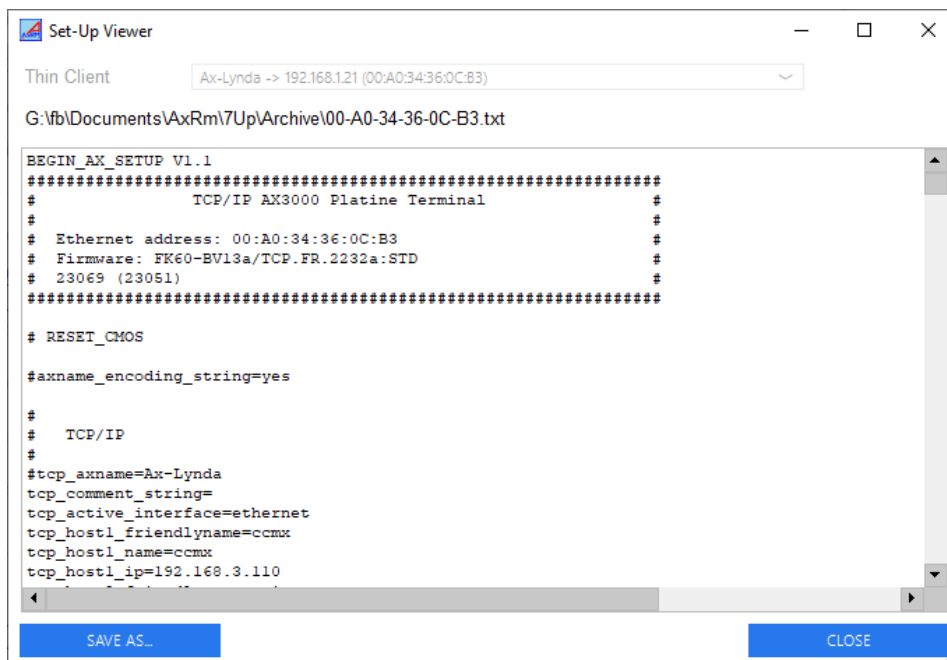 Set-Up Viewer
Thin Client
Ax-Lynda -> 192.168.1.21 (00:A0:34:36:0C:B3)
G:\fb\Documents\AxRm\7Up\Archive\00-A0-34-36-0C-B3.txt
BEGIN_AX_SETUP V1.1
#################################################################
# TCP/IP AX3000 Platine Terminal #
# #
# Ethernet address: 00:A0:34:36:0C:B3 #
# Firmware: FK60-BV13a/TCP.FR.2232a:STD #
# 23069 (23051) #
#################################################################
# RESET_CMOS
#axname_encoding_string=yes
#
# TCP/IP
#
#tcp_axname=Ax-Lynda
tcp_comment_string=
tcp_active_interface=ethernet
tcp_host1_friendlyname=ccmx
tcp_host1_name=ccmx
tcp_host1_ip=192.168.3.110
SAVE AS... CLOSE